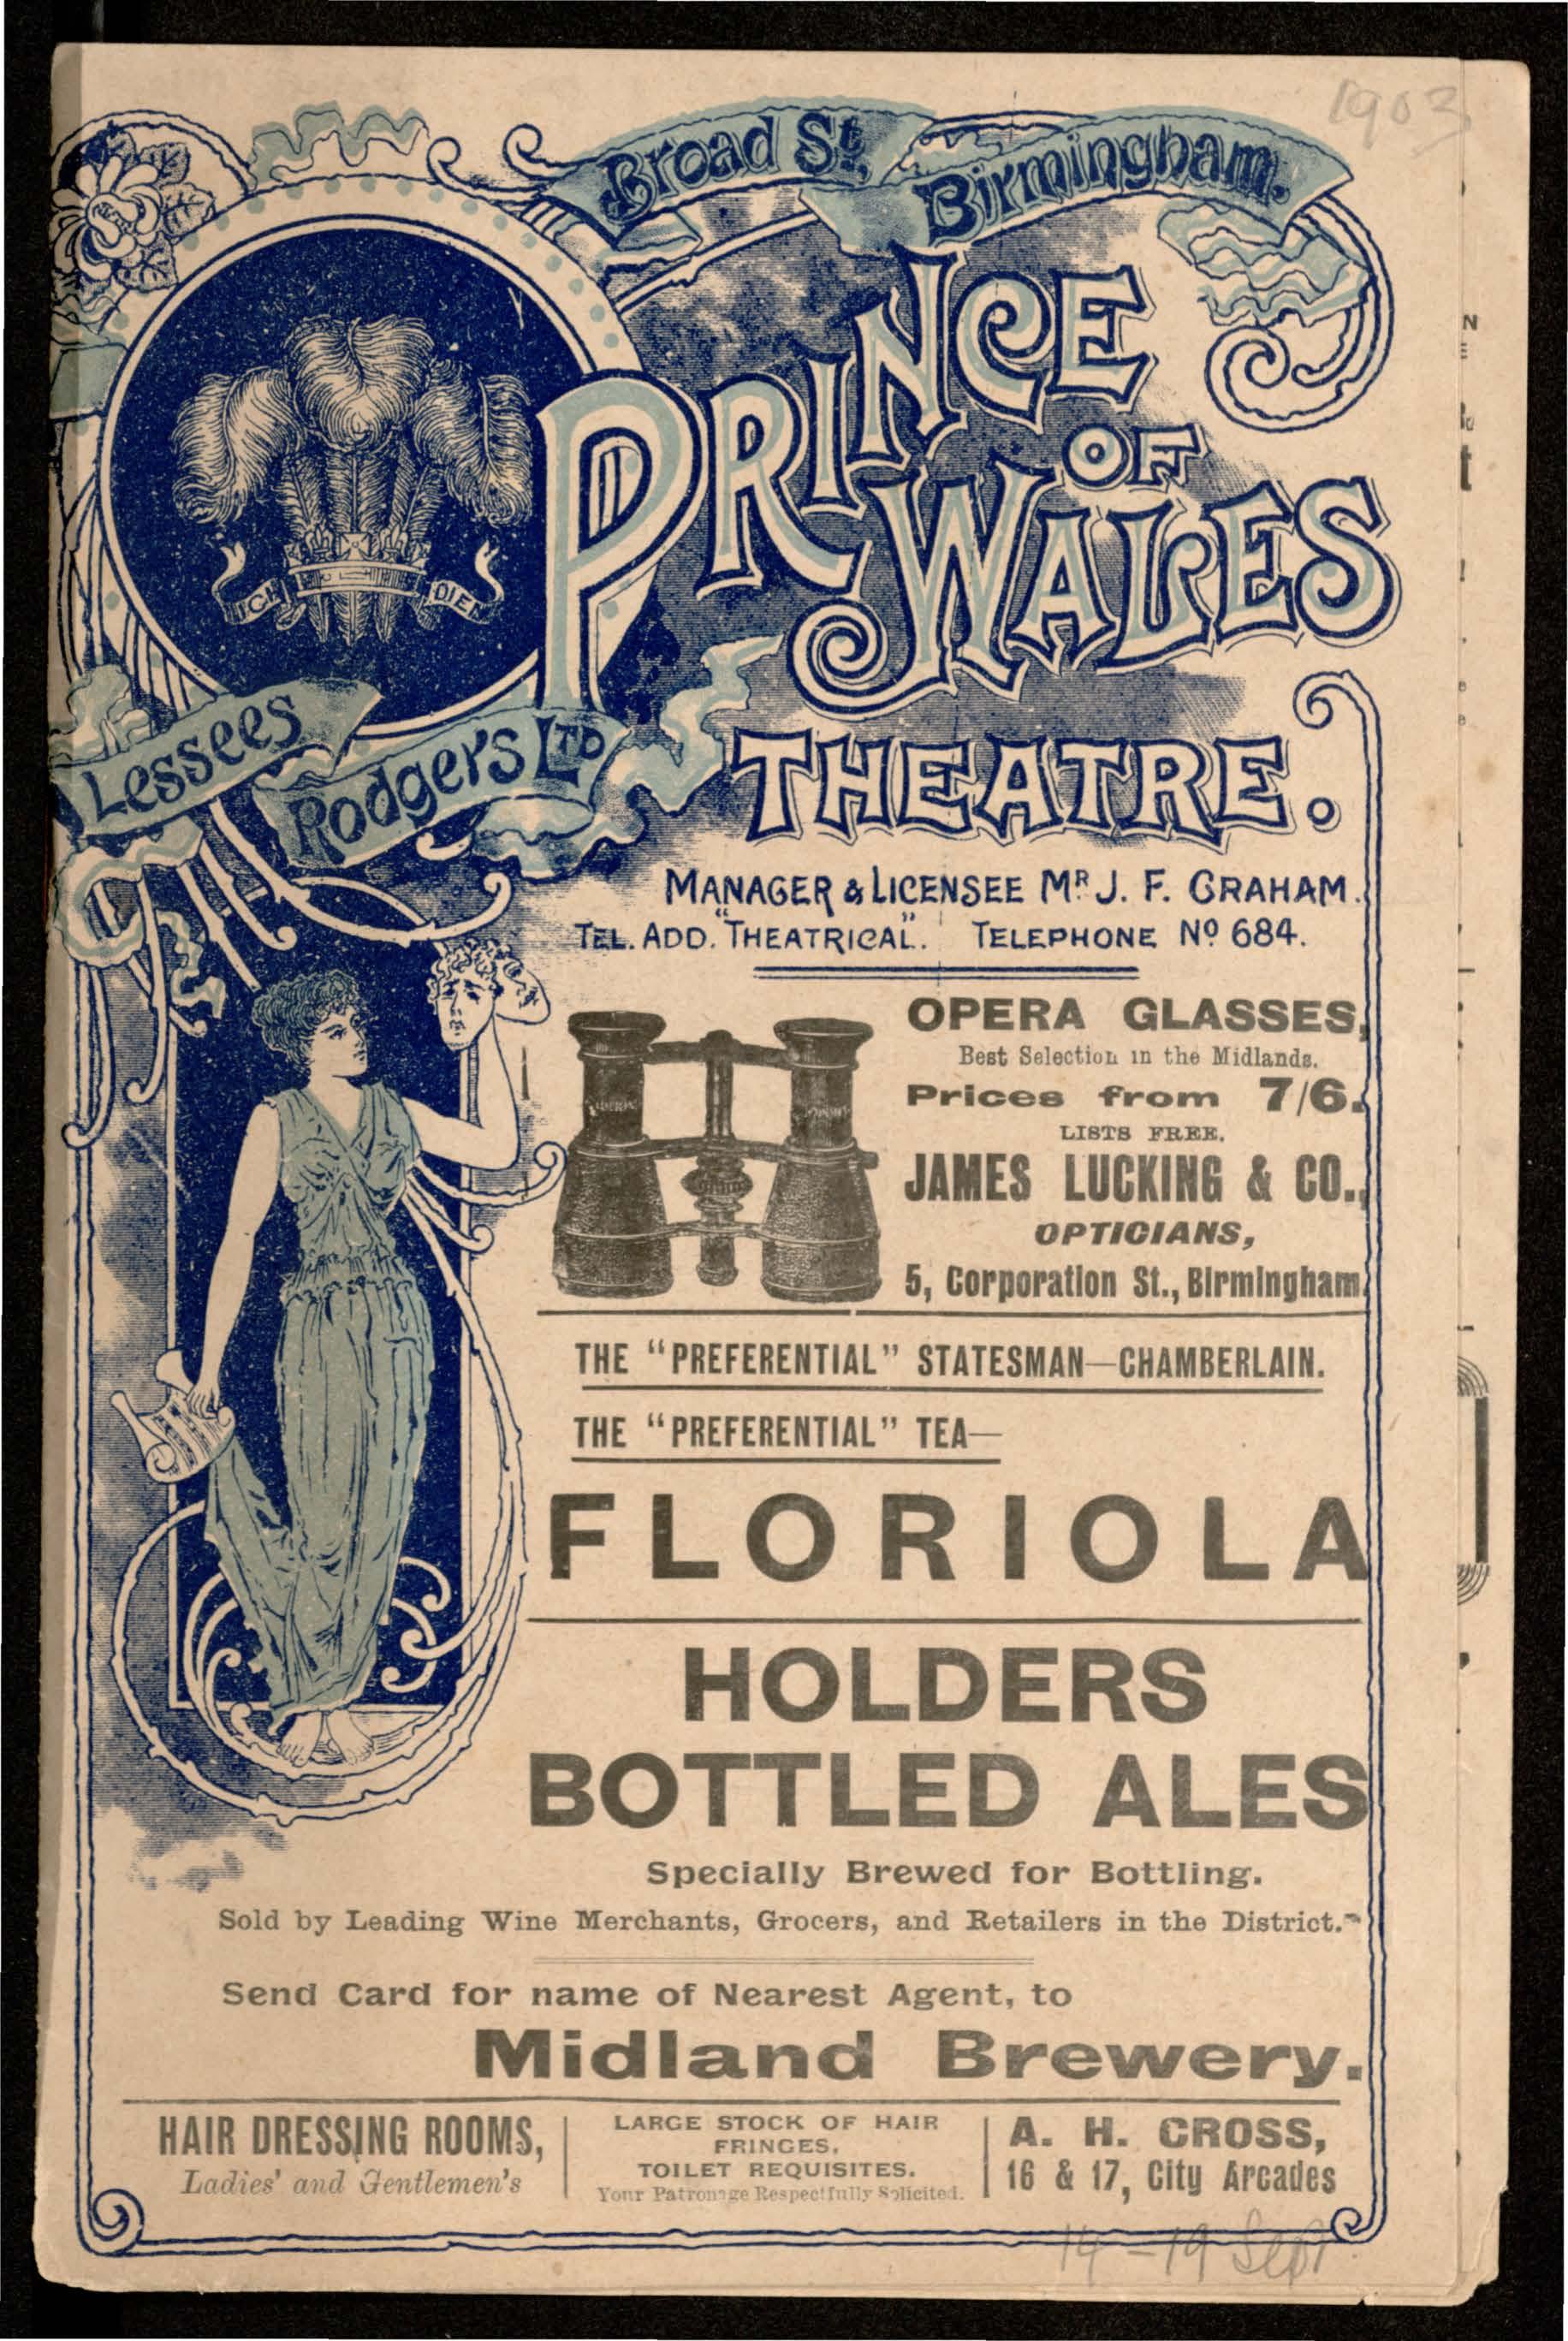 1903
Broad St, Birmingham.
PRINCE
OF
WALES
THEATRE.
ICH DIEN
Lessees
Rodgers LTD
MANAGER & LICENSEE MR. J. F. GRAHAM.
TEL. ADD. "THEATRICAL". TELEPHONE No 684.
OPERA GLASSES,
Best Selection in the Midlands.
Prices from 7/6.
LISTS FREE.
JAMES LUCKING & CO.,
OPTICIANS,
5, Corporation St., Birmingham.
THE "PREFERENTIAL" STATESMAN—CHAMBERLAIN.
THE "PREFERENTIAL" TEA—
FLORIOLA
HOLDERS
BOTTLED ALES
Specially Brewed for Bottling.
Sold by Leading Wine Merchants, Grocers, and Retailers in the District.
Send Card for name of Nearest Agent, to
Midland Brewery.
HAIR DRESSING ROOMS,
Ladies' and Gentlemen's
LARGE STOCK OF HAIR
FRINGES,
TOILET REQUISITES.
Your Patronage Respectfully Solicited.
A. H. CROSS,
16 & 17, City Arcades
14 - 19 Sept